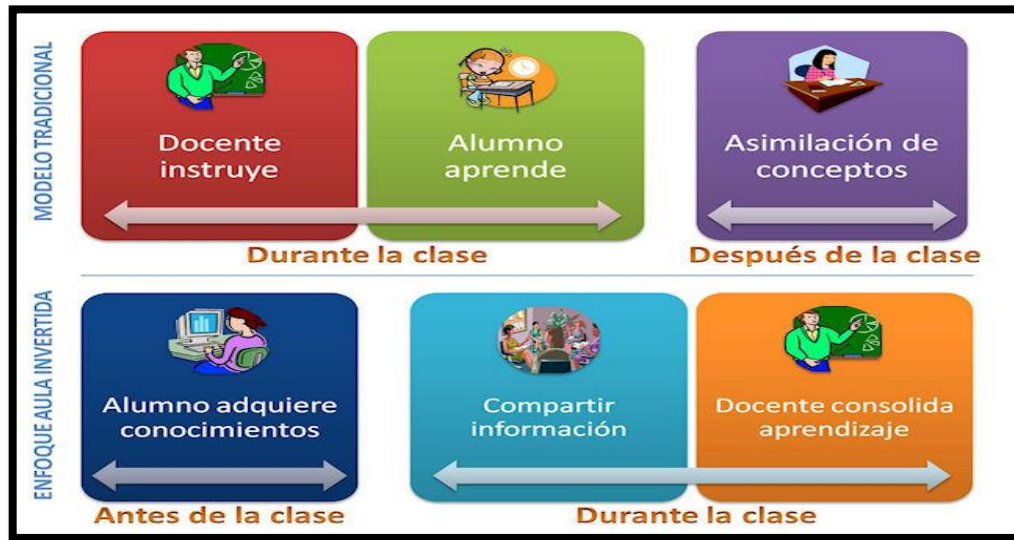 MODELO TRADICIONAL
Docente
instruye
Alumno
aprende
Asimilación de
conceptos
Durante la clase
Después de la clase
ENFOQUE AULA INVERTIDA
Alumno adquiere
conocimientos
Compartir
información
Docente consolida
aprendizaje
Antes de la clase
Durante la clase